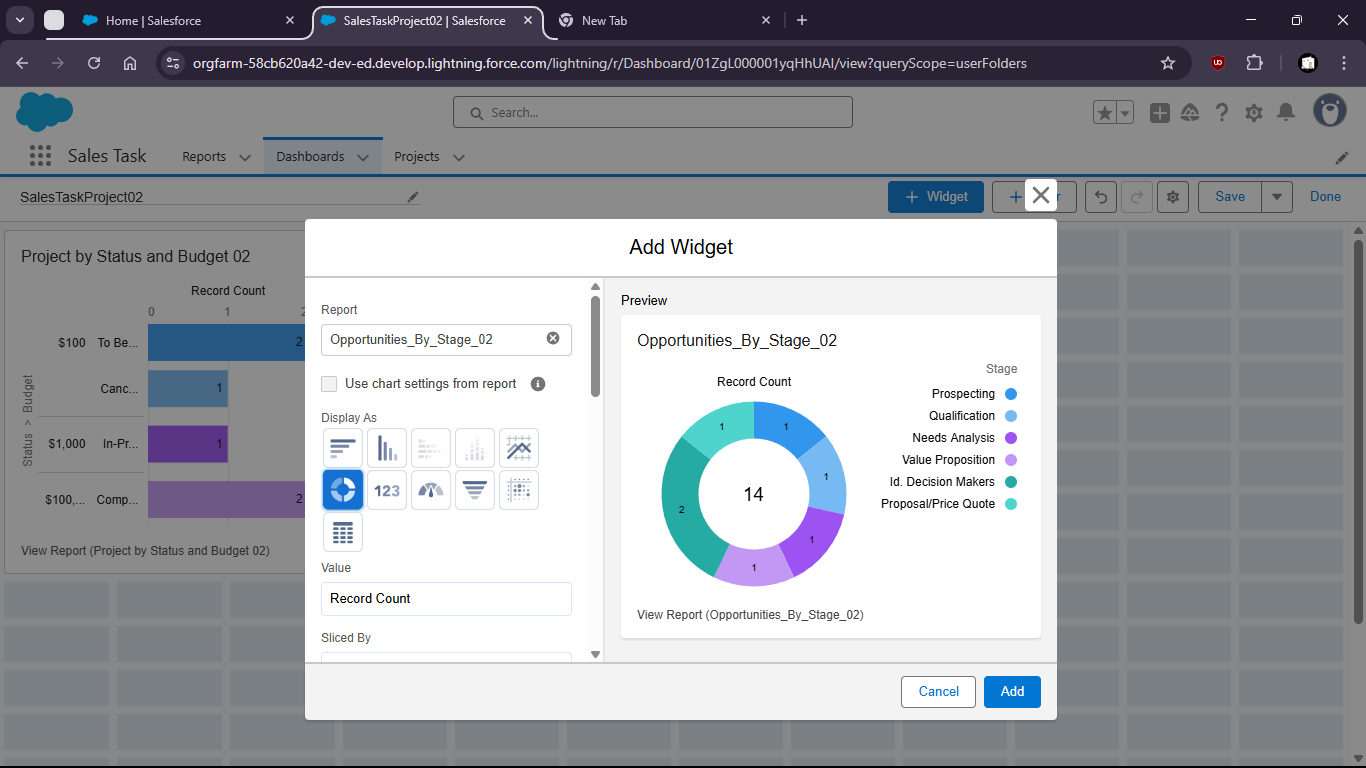 Home | Salesforce
SalesTaskProject02 | Salesforce
New Tab
orgfarm-58cb620a42-dev-ed.develop.lightning.force.com/lightning/r/Dashboard/01ZgL000001yqHhUAI/view?queryScope=userFolders
Search...
Sales Task
Reports
Dashboards
Projects
SalesTaskProject02
+ Widget
+
Save
Done
Project by Status and Budget 02
Record Count
0 1 2
Status > Budget
$100 To Be... 2
Canc... 1
$1,000 In-Pr... 1
$100,... Comp... 2
View Report (Project by Status and Budget 02)
Add Widget
Report
Opportunities_By_Stage_02
Use chart settings from report
Display As
123
Value
Record Count
Sliced By
Preview
Opportunities_By_Stage_02
Record Count
1
1
1
1
2
1
14
Stage
Prospecting
Qualification
Needs Analysis
Value Proposition
Id. Decision Makers
Proposal/Price Quote
View Report (Opportunities_By_Stage_02)
Cancel
Add